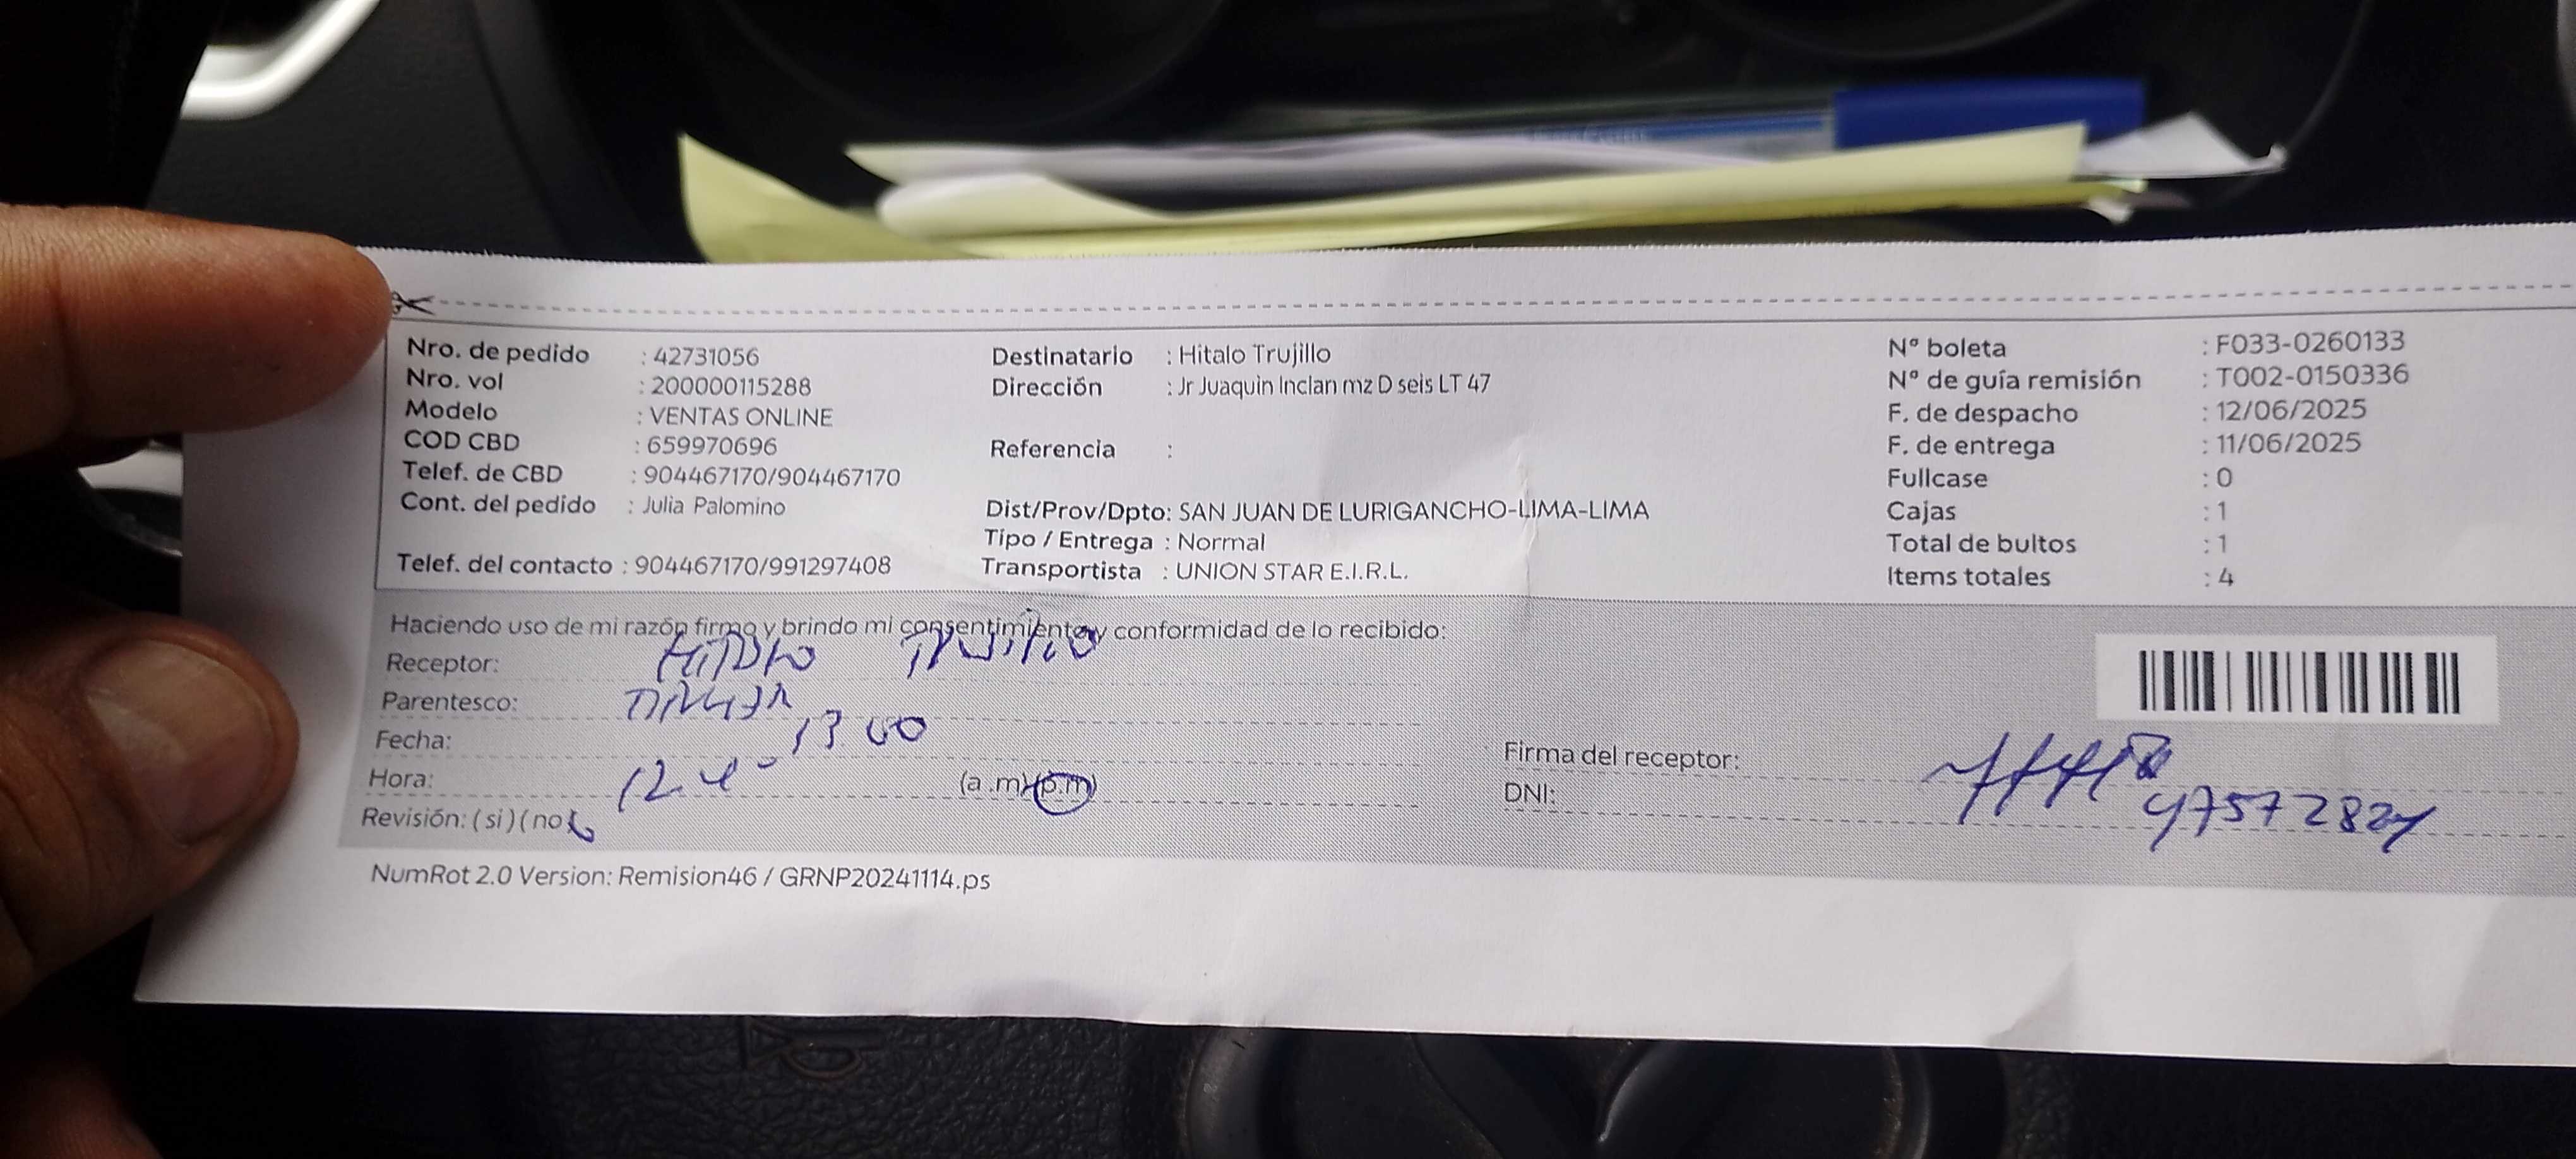 Nro. de pedido : 42731056
Nro. vol : 200000115288
Modelo : VENTAS ONLINE
COD CBD : 659970696
Telef. de CBD : 904467170/904467170
Cont. del pedido : Julia Palomino
Telef. del contacto : 904467170/991297408
Destinatario : Hitalo Trujillo
Dirección : Jr Juaquin Inclan mz D seis LT 47
Referencia :
Dist/Prov/Dpto: SAN JUAN DE LURIGANCHO-LIMA-LIMA
Tipo / Entrega : Normal
Transportista : UNION STAR E.I.R.L.
Nº boleta : F033-0260133
Nº de guía remisión : T002-0150336
F. de despacho : 12/06/2025
F. de entrega : 11/06/2025
Fullcase : 0
Cajas : 1
Total de bultos : 1
Items totales : 4
Haciendo uso de mi razón firmo y brindo mi consentimiento y conformidad de lo recibido:
Receptor: Hitalo Trujillo
Parentesco:
Fecha: 13.00
Hora: (a.m) (p.m)
Revisión: (si) (no)
Firma del receptor:
DNI:
NumRot 2.0 Version: Remision46 / GRNP20241114.ps